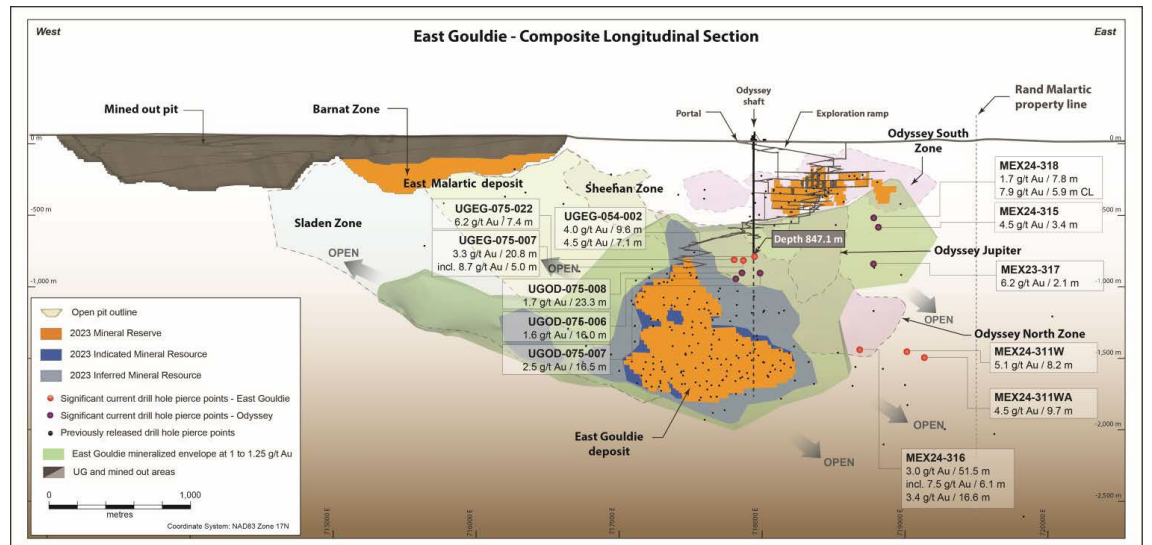 West
East Gouldie - Composite Longitudinal Section
East
Mined out pit
Barnat Zone
Portal
Odyssey
shaft
Exploration ramp
Rand Malartic
property line
Odyssey South
Zone
0 m
0 m
East Malartic deposit
Sheehan Zone
Sladen Zone
MEX24-318
1.7 g/t Au / 7.8 m
7.9 g/t Au / 5.9 m CL
MEX24-315
4.5 g/t Au / 3.4 m
-500 m
-500 m
UGEG-075-022
6.2 g/t Au / 7.4 m
UGEG-054-002
4.0 g/t Au / 9.6 m
4.5 g/t Au / 7.1 m
UGEG-075-007
3.3 g/t Au / 20.8 m
incl. 8.7 g/t Au / 5.0 m
Depth 847.1 m
Odyssey Jupiter
MEX23-317
6.2 g/t Au / 2.1 m
OPEN
OPEN
-1,000 m
-1,000 m
UGOD-075-008
1.7 g/t Au / 23.3 m
OPEN
UGOD-075-006
1.6 g/t Au / 16.0 m
Odyssey North Zone
UGOD-075-007
2.5 g/t Au / 16.5 m
MEX24-311W
5.1 g/t Au / 8.2 m
-1,500 m
MEX24-311WA
4.5 g/t Au / 9.7 m
OPEN
-2,000 m
East Gouldie
deposit
OPEN
MEX24-316
3.0 g/t Au / 51.5 m
incl. 7.5 g/t Au / 6.1 m
3.4 g/t Au / 16.6 m
-2,500 m
Open pit outline
2023 Mineral Reserve
2023 Indicated Mineral Resource
2023 Inferred Mineral Resource
Significant current drill hole pierce points - East Gouldie
Significant current drill hole pierce points - Odyssey
Previously released drill hole pierce points
East Gouldie mineralized envelope at 1 to 1.25 g/t Au
UG and mined out areas
0
1,000
metres
Coordinate System: NAD83 Zone 17N
715000 E
716000 E
717000 E
718000 E
719000 E
720000 E